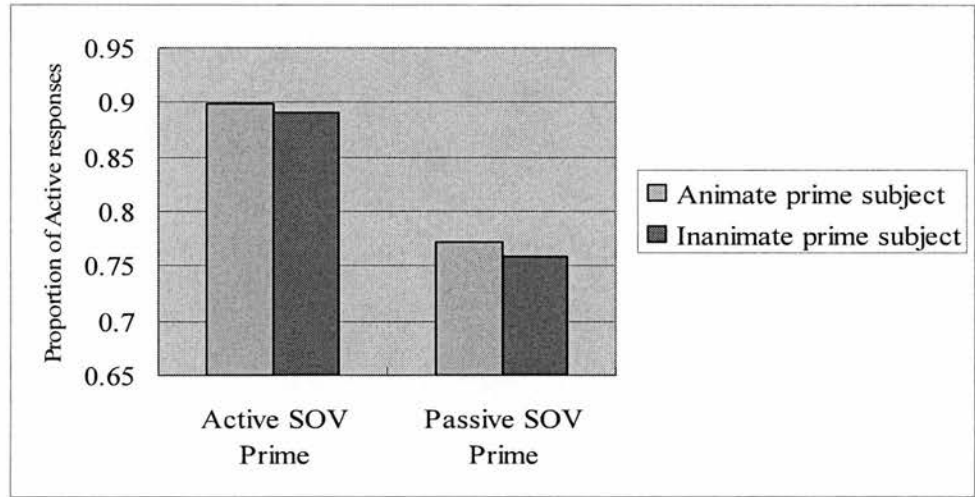 Proportion of Active responses
0.95
0.9
0.85
0.8
0.75
0.7
0.65
Active SOV
Prime
Passive SOV
Prime
Animate prime subject
Inanimate prime subject